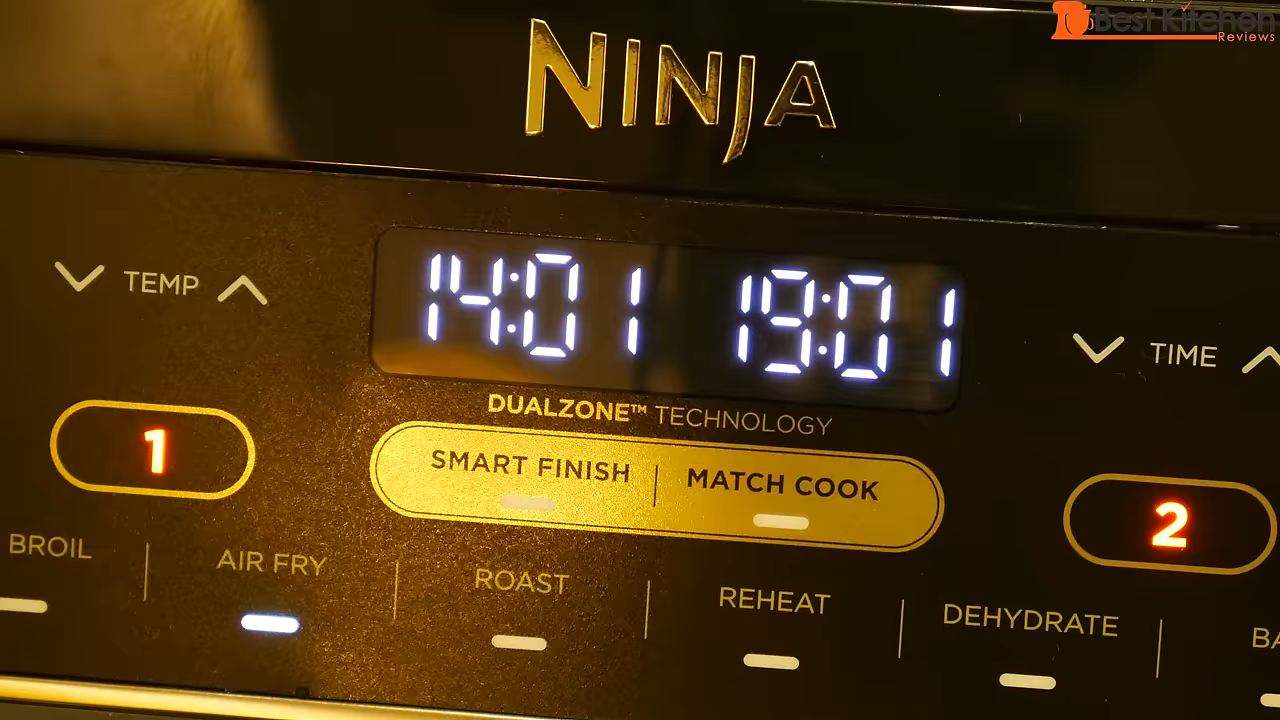 Best Kitchen
Reviews
NINJA
TEMP
14:01
19:01
TIME
DUALZONE™ TECHNOLOGY
SMART FINISH | MATCH COOK
1
2
BROIL
AIR FRY
ROAST
REHEAT
DEHYDRATE